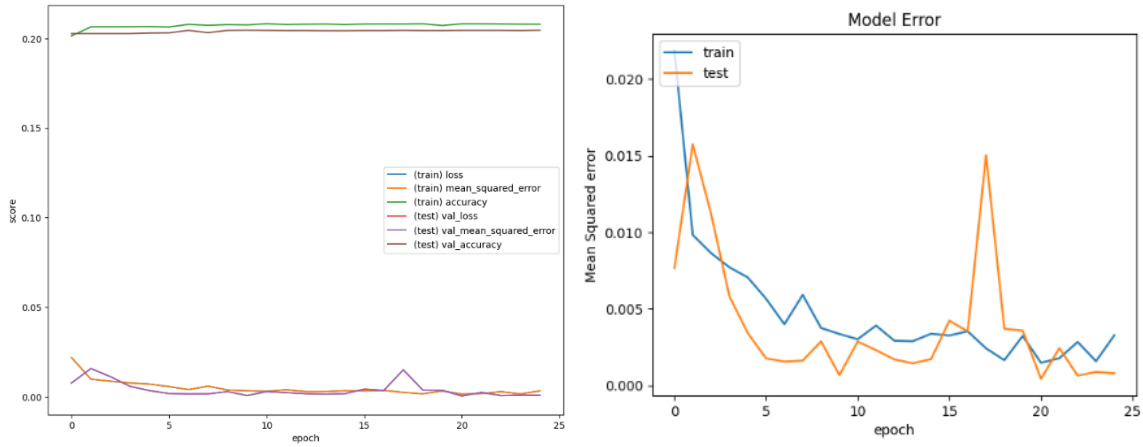 0.20
0.15
0.10
0.05
0.00
score
0
5
10
15
20
25
epoch
(train) loss
(train) mean_squared_error
(train) accuracy
(test) val_loss
(test) val_mean_squared_error
(test) val_accuracy
Model Error
train
test
0.020
0.015
0.010
0.005
0.000
Mean Squared error
0
5
10
15
20
25
epoch